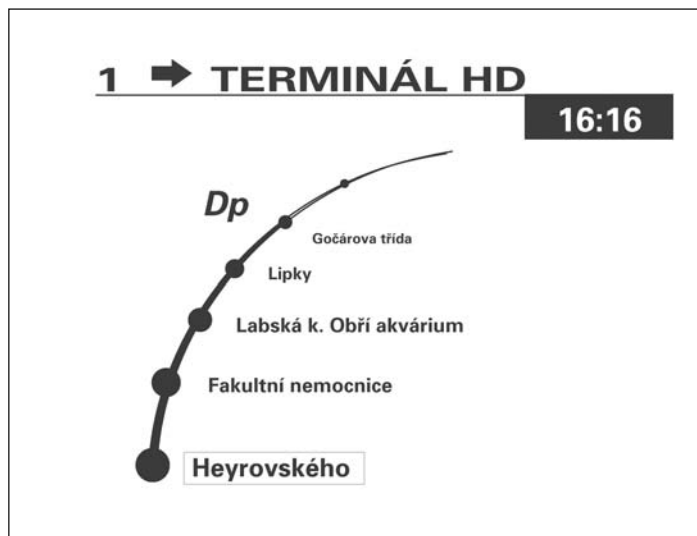 1 → TERMINÁL HD
16:16
Dp
Gočárova třída
Lipky
Labská k. Obří akvárium
Fakultní nemocnice
Heyrovského